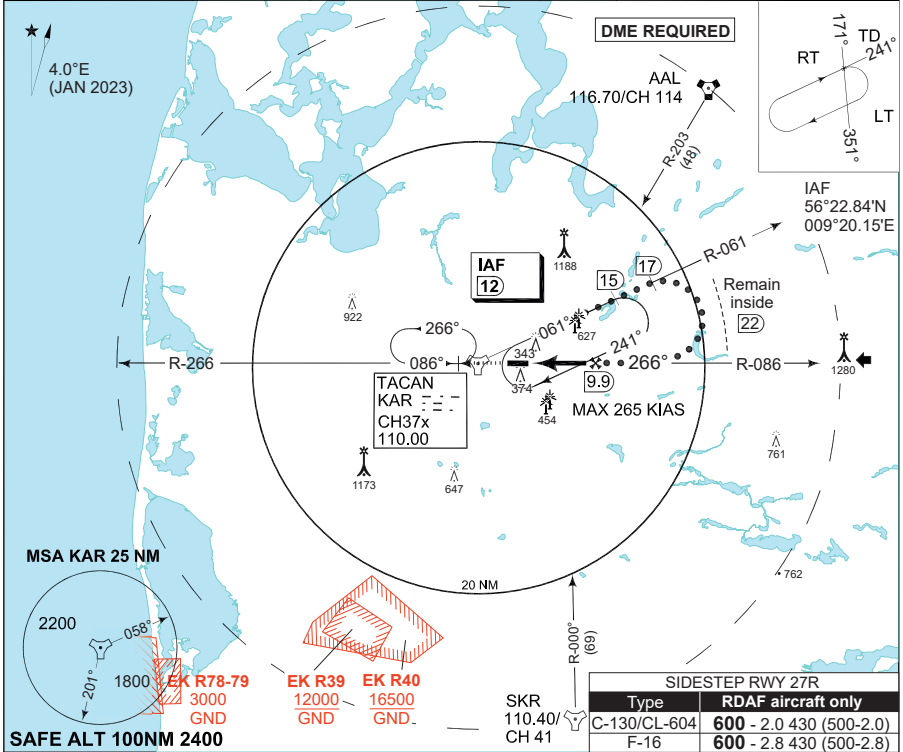 DME REQUIRED
4.0°E
(JAN 2023)
AAL
116.70/CH 114
R-203
(48)
171°
TD
241°
RT
LT
351°
IAF
56°22.84'N
009°20.15'E
R-061
IAF
12
1188
15
17
Remain
inside
22
922
627
061°
266°
343
241°
R-266
086°
266°
R-086
1280
374
9.9
TACAN
KAR
CH37x
110.00
454
MAX 265 KIAS
1173
647
761
762
20 NM
MSA KAR 25 NM
2200
058°
201°
1800
EK R78-79
3000
GND
EK R39
12000
GND
EK R40
16500
GND
R-000°
(69)
SKR
110.40/
CH 41
SAFE ALT 100NM 2400
SIDESTEP RWY 27R
Type RDAF aircraft only
C-130/CL-604 600 - 2.0 430 (500-2.0)
F-16 600 - 2.8 430 (500-2.8)